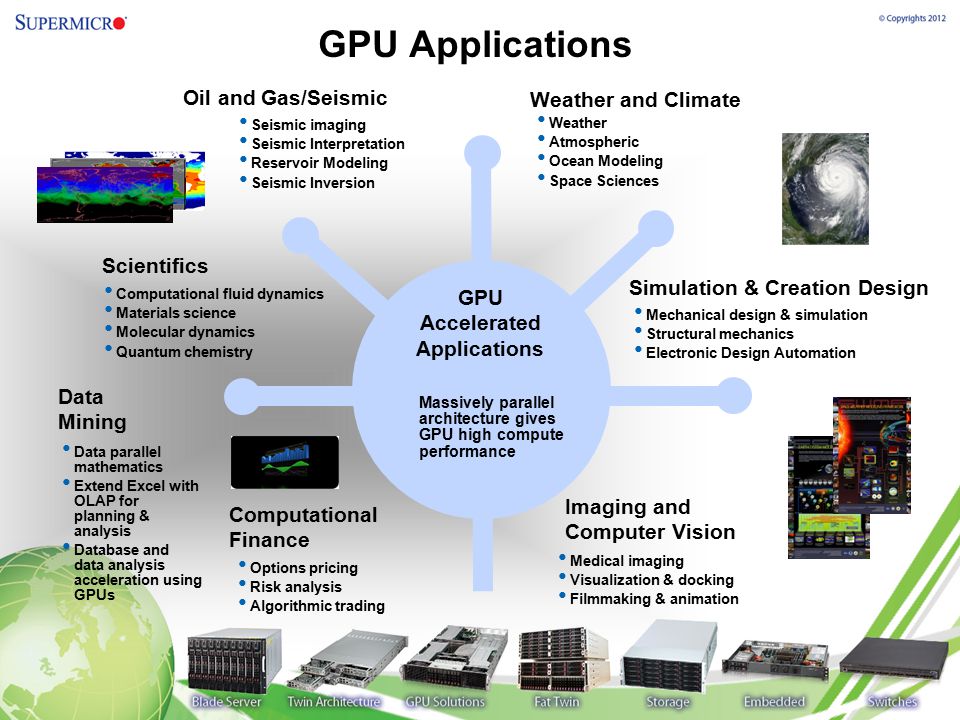 SUPERMICRO
© Copyrights 2012
GPU Applications
Oil and Gas/Seismic
• Seismic imaging
• Seismic Interpretation
• Reservoir Modeling
• Seismic Inversion
Weather and Climate
• Weather
• Atmospheric
• Ocean Modeling
• Space Sciences
Scientifics
• Computational fluid dynamics
• Materials science
• Molecular dynamics
• Quantum chemistry
GPU
Accelerated
Applications
Massively parallel
architecture gives
GPU high compute
performance
Simulation & Creation Design
• Mechanical design & simulation
• Structural mechanics
• Electronic Design Automation
Data
Mining
• Data parallel
mathematics
• Extend Excel with
OLAP for
planning &
analysis
• Database and
data analysis
acceleration using
GPUs
Computational
Finance
• Options pricing
• Risk analysis
• Algorithmic trading
Imaging and
Computer Vision
• Medical imaging
• Visualization & docking
• Filmmaking & animation
Blade Server
Twin Architecture
GPU Solutions
Fat Twin
Storage
Embedded
Switches